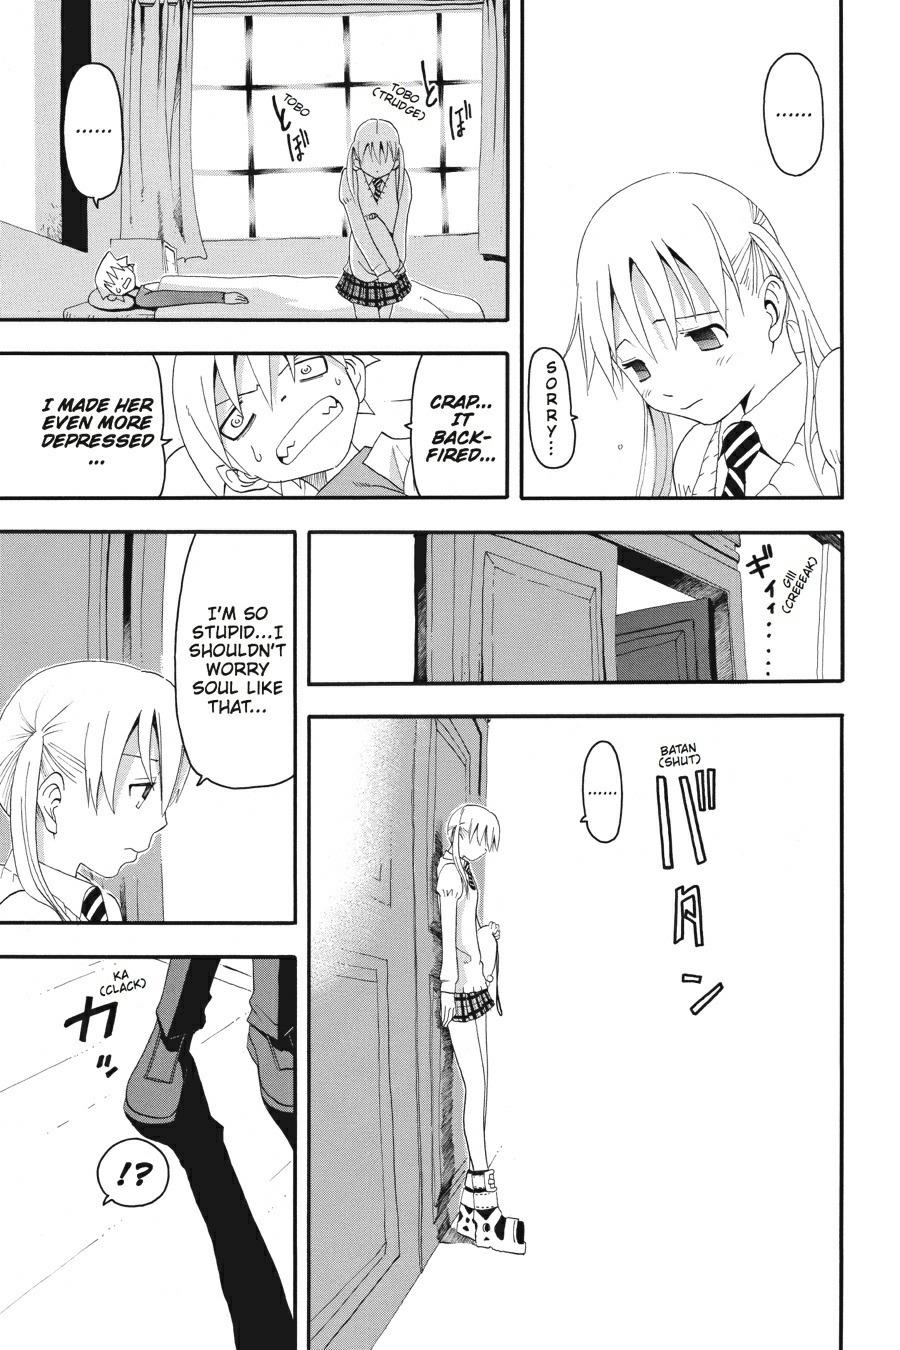 ......
SORRY...
......
TOBO
(TRUDGE)
とぼ
TOBO
とぼ
CRAP...
IT
BACK-
FIRED...
I MADE HER
EVEN MORE
DEPRESSED
...
GIII
(CREEEAK)
ギィィ......
BATAN
(SHUT)
バタン
......
I'M SO
STUPID...I
SHOULDN'T
WORRY
SOUL LIKE
THAT...
KA
(CLACK)
カッ
!?